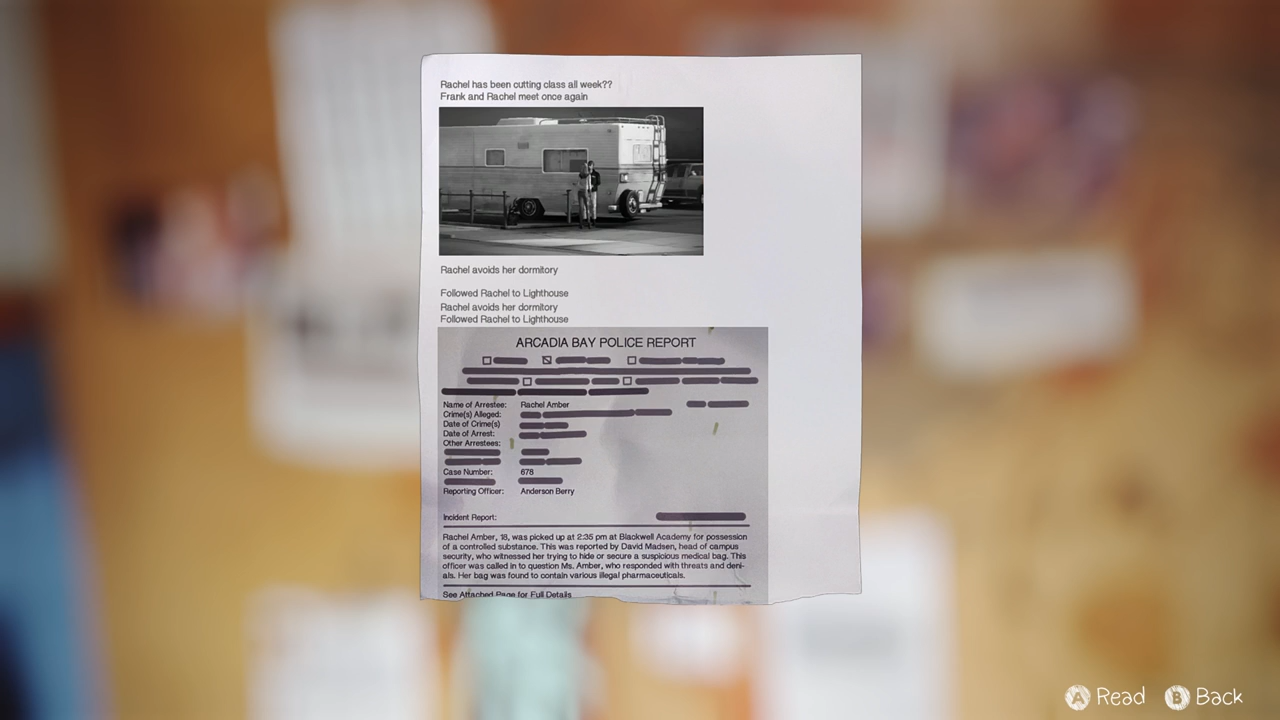 Rachel has been cutting class all week??
Frank and Rachel meet once again
Rachel avoids her dormitory
Followed Rachel to Lighthouse
Rachel avoids her dormitory
Followed Rachel to Lighthouse
ARCADIA BAY POLICE REPORT
Name of Arrestee: Rachel Amber
Crime(s) Alleged:
Date of Crime(s)
Date of Arrest:
Other Arrestees:
Case Number: 678
Reporting Officer: Anderson Berry
Incident Report:
Rachel Amber, 18, was picked up at 2:35 pm at Blackwell Academy for possession
of a controlled substance. This was reported by David Madsen, head of campus
security, who witnessed her trying to hide or secure a suspicious medical bag. This
officer was called in to question Ms. Amber, who responded with threats and deni-
als. Her bag was found to contain various illegal pharmaceuticals.
See Attached Page for Full Details
A Read B Back